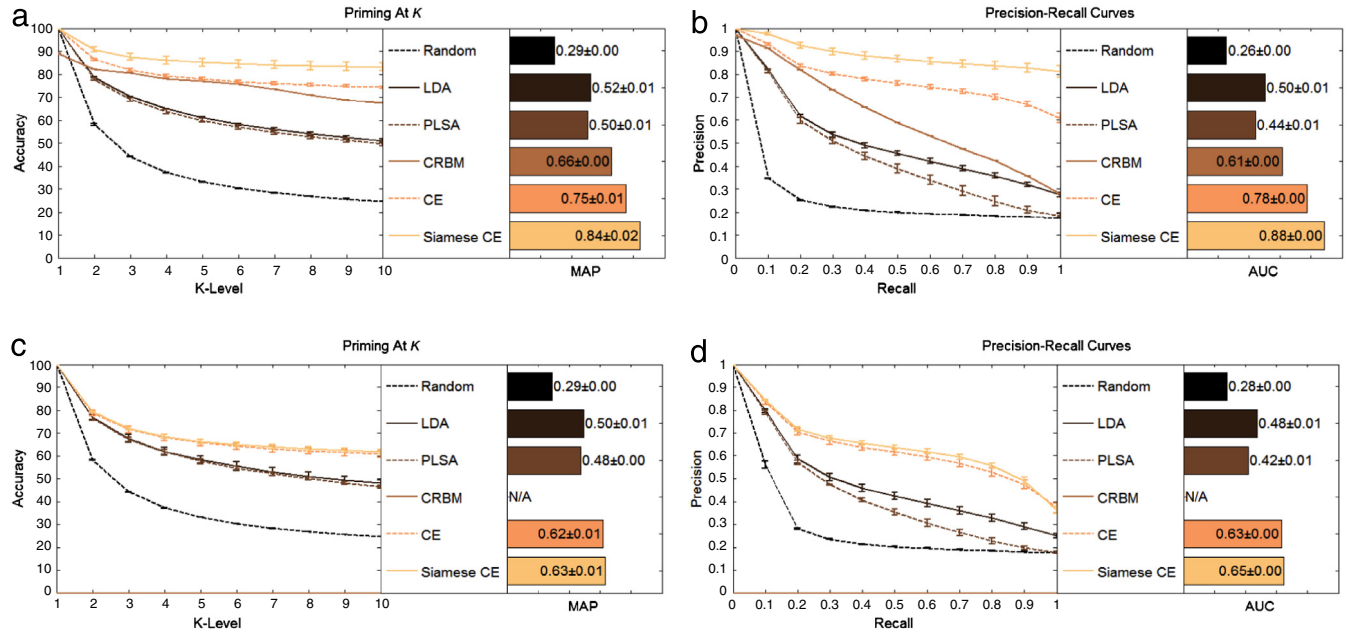 a
Priming At K
100
90
80
70
60
50
40
30
20
10
0
Accuracy
1 2 3 4 5 6 7 8 9 10
K-Level
Random
LDA
PLSA
CRBM
CE
Siamese CE
0.29±0.00
0.52±0.01
0.50±0.01
0.66±0.00
0.75±0.01
0.84±0.02
MAP
b
Precision-Recall Curves
1
0.9
0.8
0.7
0.6
0.5
0.4
0.3
0.2
0.1
0
Precision
0 0.1 0.2 0.3 0.4 0.5 0.6 0.7 0.8 0.9 1
Recall
Random
LDA
PLSA
CRBM
CE
Siamese CE
0.26±0.00
0.50±0.01
0.44±0.01
0.61±0.00
0.78±0.00
0.88±0.00
AUC
c
Priming At K
100
90
80
70
60
50
40
30
20
10
0
Accuracy
1 2 3 4 5 6 7 8 9 10
K-Level
Random
LDA
PLSA
CRBM
CE
Siamese CE
0.29±0.00
0.50±0.01
0.48±0.00
N/A
0.62±0.01
0.63±0.01
MAP
d
Precision-Recall Curves
1
0.9
0.8
0.7
0.6
0.5
0.4
0.3
0.2
0.1
0
Precision
0 0.1 0.2 0.3 0.4 0.5 0.6 0.7 0.8 0.9 1
Recall
Random
LDA
PLSA
CRBM
CE
Siamese CE
0.28±0.00
0.48±0.01
0.42±0.01
N/A
0.63±0.00
0.65±0.00
AUC